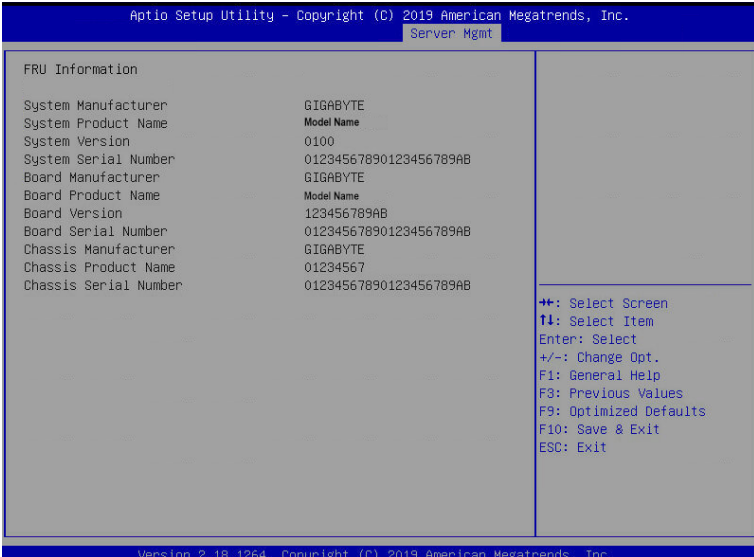 Aptio Setup Utility – Copyright (C) 2019 American Megatrends, Inc.
Server Mgmt
FRU Information
System Manufacturer GIGABYTE
System Product Name Model Name
System Version 0100
System Serial Number 01234567890123456789AB
Board Manufacturer GIGABYTE
Board Product Name Model Name
Board Version 123456789AB
Board Serial Number 01234567890123456789AB
Chassis Manufacturer GIGABYTE
Chassis Product Name 01234567
Chassis Serial Number 01234567890123456789AB
→←: Select Screen
↑↓: Select Item
Enter: Select
+/-: Change Opt.
F1: General Help
F3: Previous Values
F9: Optimized Defaults
F10: Save & Exit
ESC: Exit
Version 2.18.1264. Copyright (C) 2019 American Megatrends, Inc.